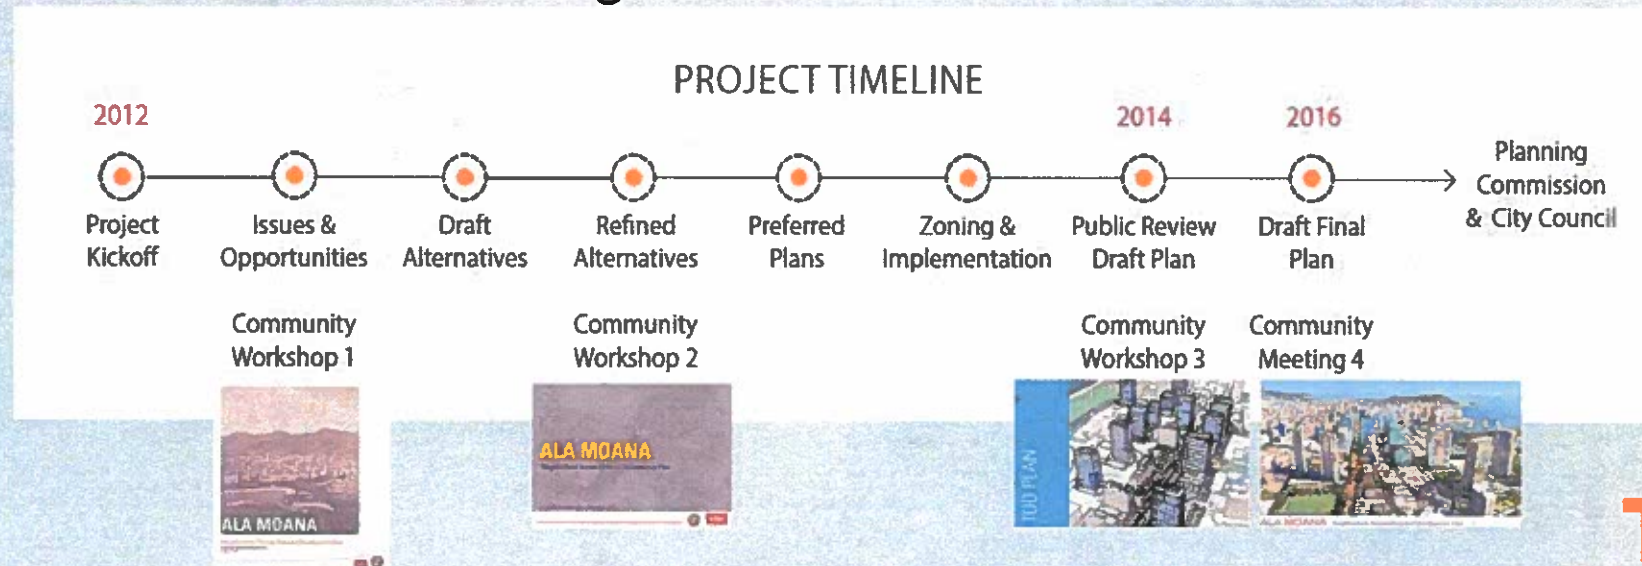 PROJECT TIMELINE
2012
2014
2016
Project
Kickoff
Issues &
Opportunities
Draft
Alternatives
Refined
Alternatives
Preferred
Plans
Zoning &
Implementation
Public Review
Draft Plan
Draft Final
Plan
Planning
Commission
& City Council
Community
Workshop 1
Community
Workshop 2
Community
Workshop 3
Community
Meeting 4
ALA MOANA
ALA MOANA
TOD PLAN
ALA MOANA